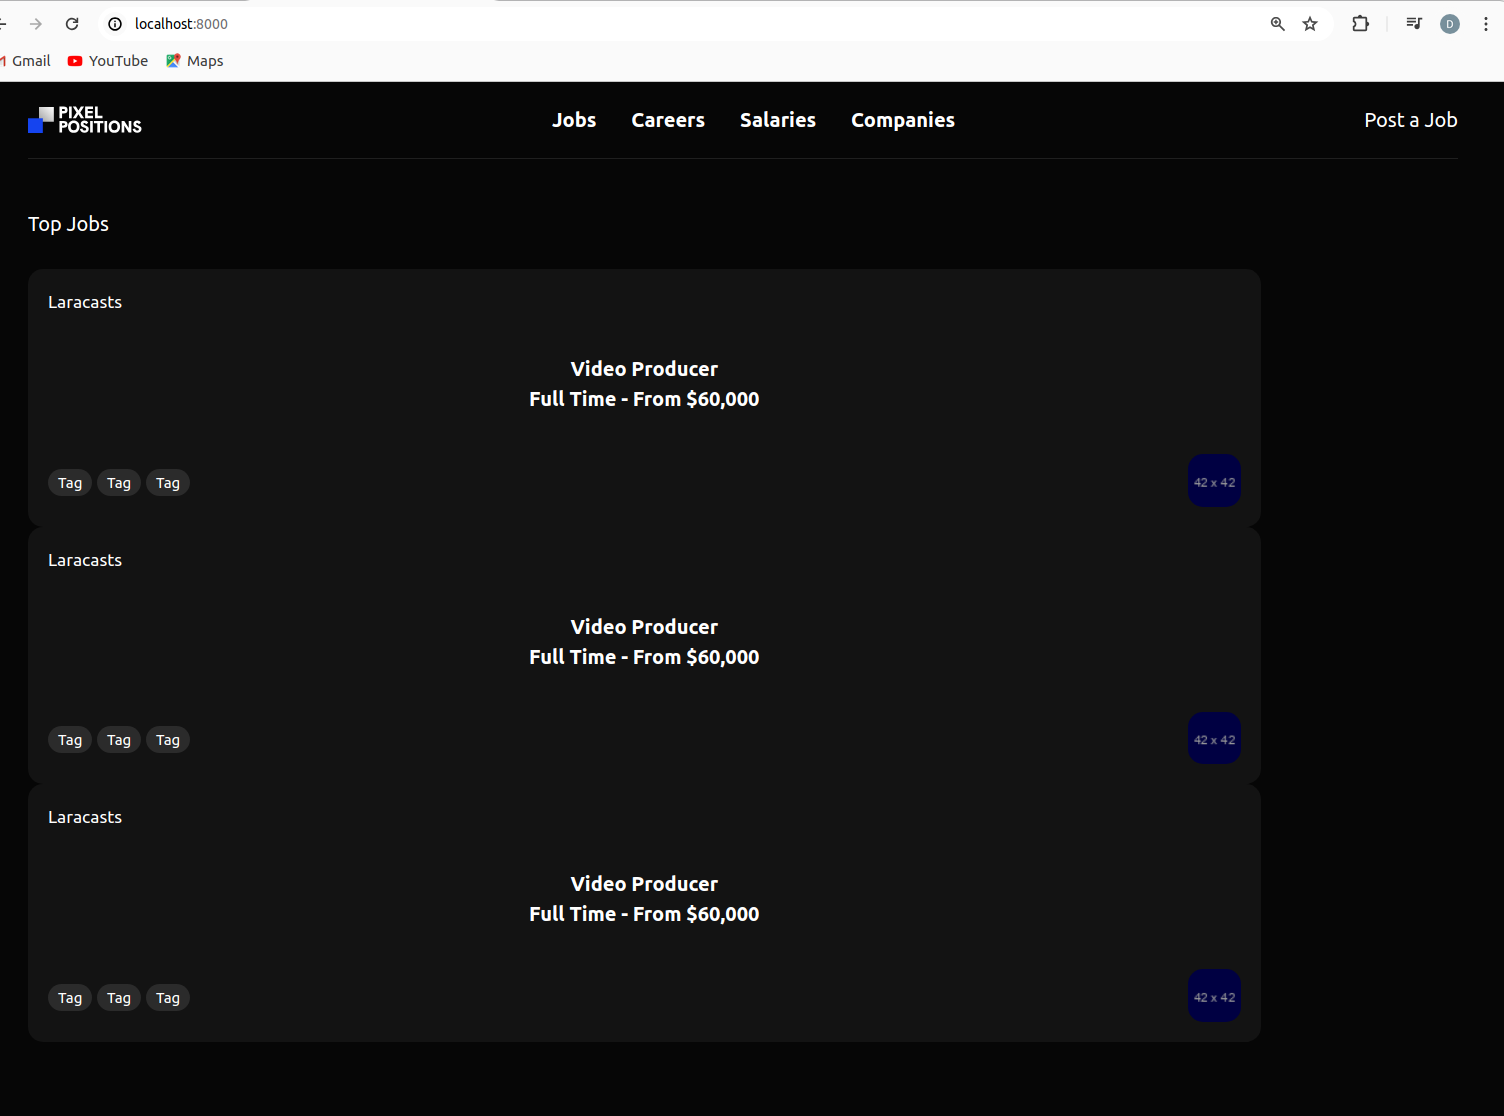 localhost:8000
D
Gmail YouTube Maps
PIXEL
POSITIONS
Jobs Careers Salaries Companies
Post a Job
Top Jobs
Laracasts
Video Producer
Full Time - From $60,000
Tag Tag Tag
42 x 42
Laracasts
Video Producer
Full Time - From $60,000
Tag Tag Tag
42 x 42
Laracasts
Video Producer
Full Time - From $60,000
Tag Tag Tag
42 x 42